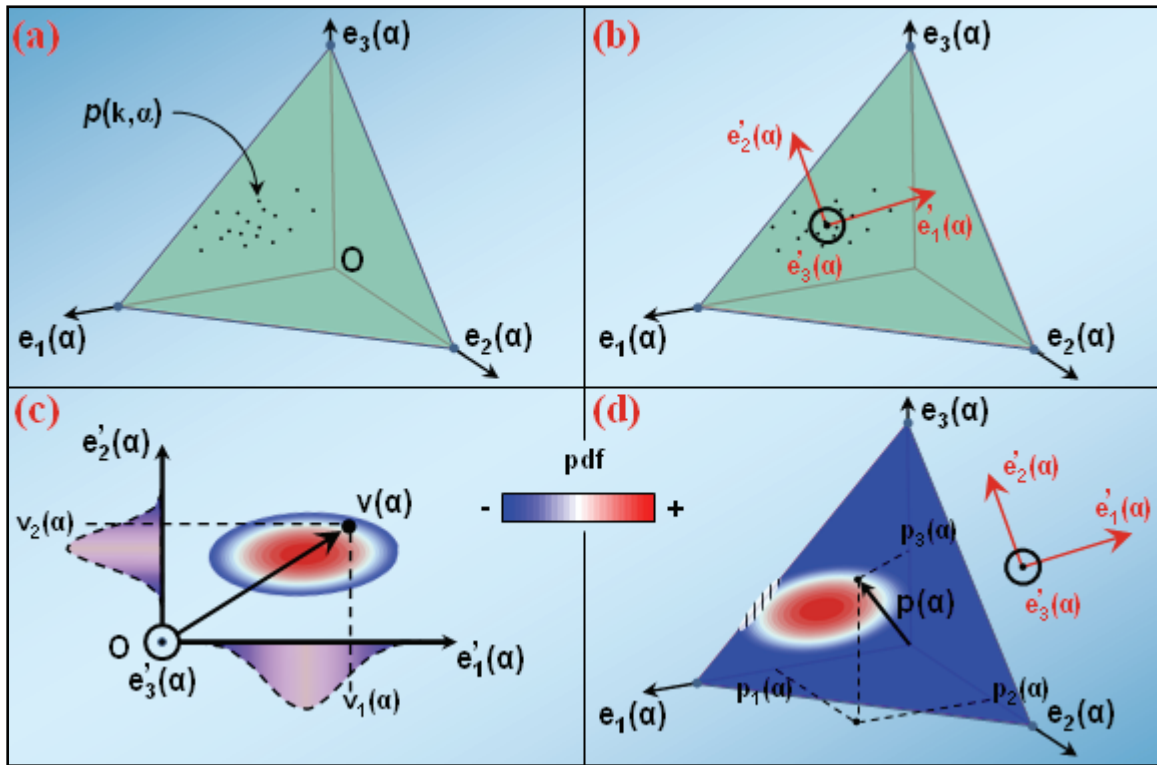 (a)
e3(α)
p(k,α)
O
e1(α)
e2(α)
(b)
e3(α)
e'2(α)
e'1(α)
e'3(α)
e1(α)
e2(α)
(c)
e'2(α)
v2(α)
v(α)
O
e'3(α)
e'1(α)
v1(α)
pdf
- +
(d)
e3(α)
e'2(α)
e'1(α)
e'3(α)
p3(α)
p(α)
p1(α)
p2(α)
e1(α)
e2(α)